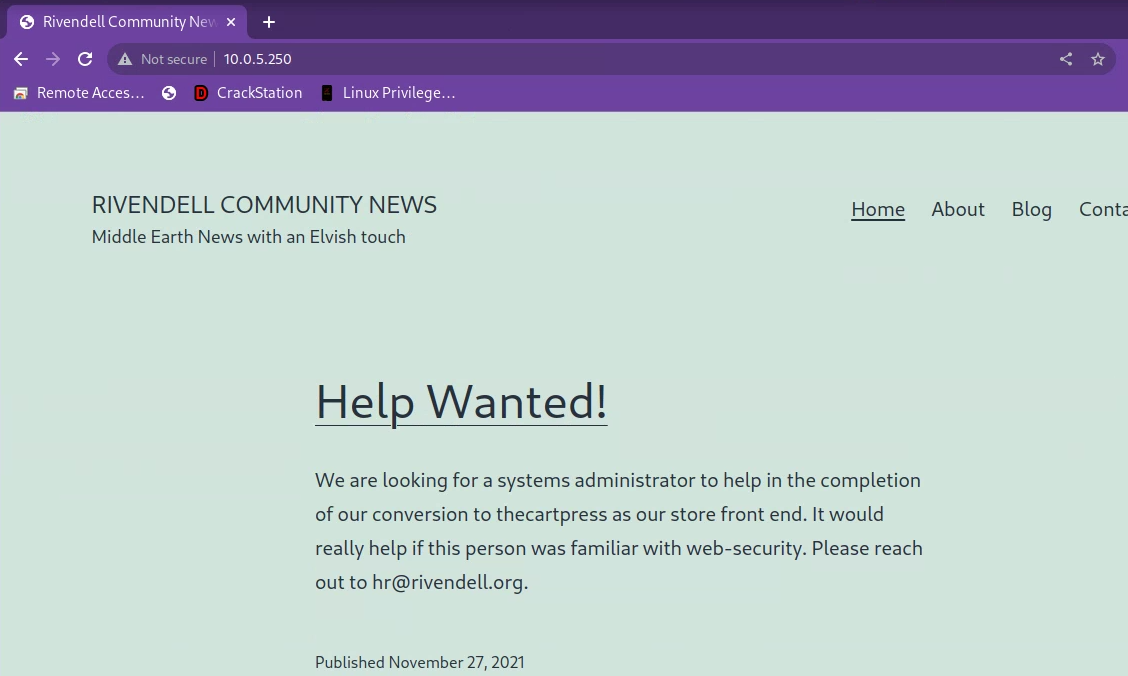 Rivendell Community New
Not secure 10.0.5.250
Remote Acces... CrackStation Linux Privilege...
RIVENDELL COMMUNITY NEWS
Middle Earth News with an Elvish touch
Home About Blog Conta
Help Wanted!
We are looking for a systems administrator to help in the completion
of our conversion to thecartpress as our store front end. It would
really help if this person was familiar with web-security. Please reach
out to hr@rivendell.org.
Published November 27, 2021